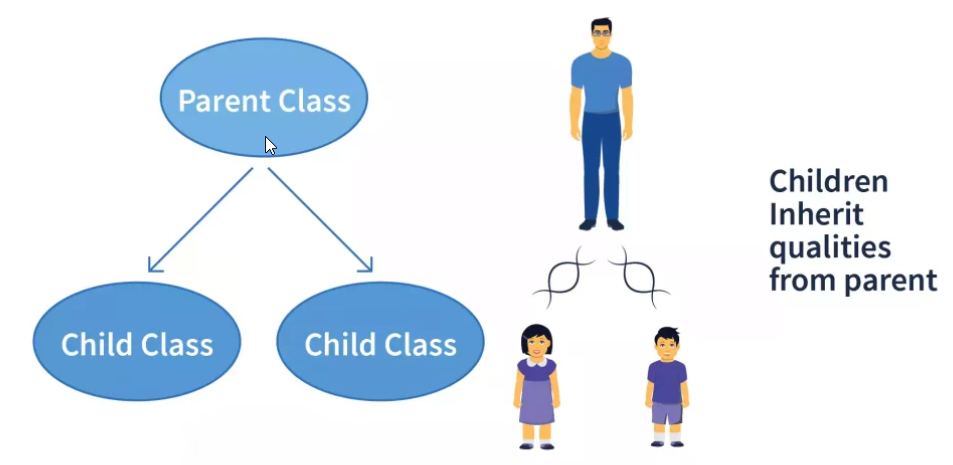 Parent Class
Child Class
Child Class
Children
Inherit
qualities
from parent